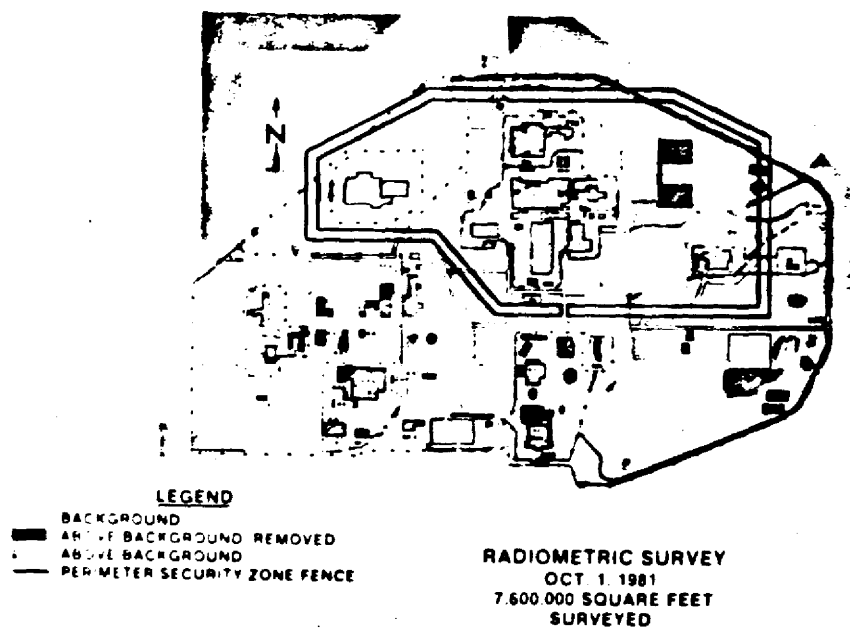 N
LEGEND
BACKGROUND
ABOVE BACKGROUND REMOVED
ABOVE BACKGROUND
PERIMETER SECURITY ZONE FENCE
RADIOMETRIC SURVEY
OCT. 1. 1981
7.600.000 SQUARE FEET
SURVEYED